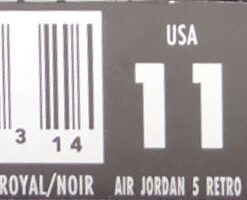 USA
11
3 14
ROYAL/NOIR
AIR JORDAN 5 RETRO